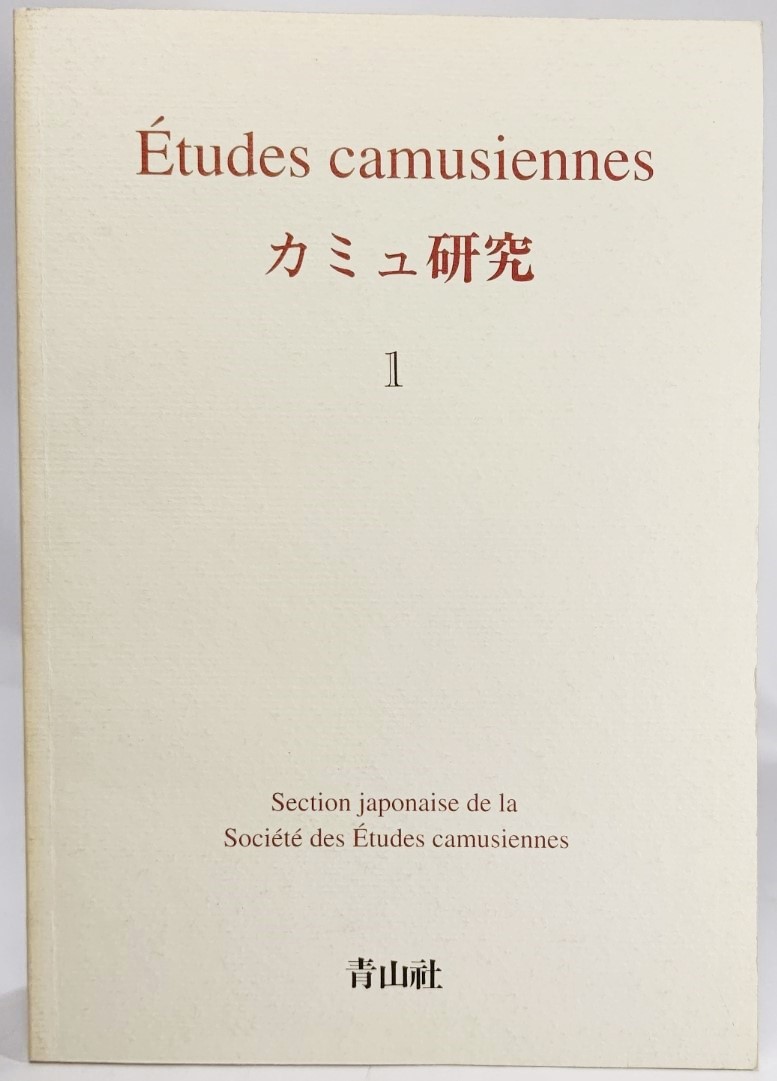 Études camusiennes
カミュ研究
1
Section japonaise de la
Société des Études camusiennes
青山社